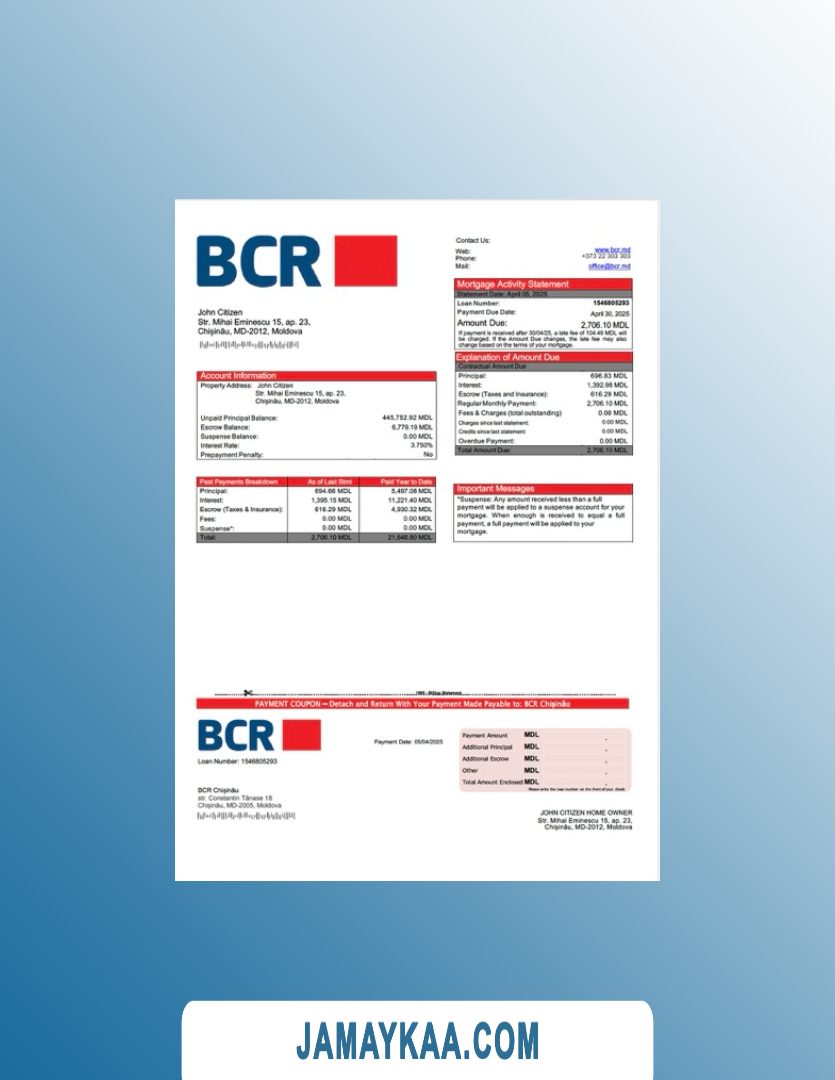 BCR
Contact Us:
Web: www.bcr.md
Phone: +373 22 303 303
Mail: office@bcr.md
Mortgage Activity Statement
Statement Date: April 05, 2025
Loan Number: 1546805293
Payment Due Date: April 30, 2025
Amount Due: 2,706.10 MDL
If payment is received after 30/04/25, a late fee of 104.49 MDL will
be charged. If the Amount Due changes, the late fee may also
change based on the terms of your mortgage.
John Citizen
Str. Mihai Eminescu 15, ap. 23,
Chișinău, MD-2012, Moldova
Explanation of Amount Due
Contractual Amount Due
Principal: 696.83 MDL
Interest: 1,392.98 MDL
Escrow (Taxes and Insurance): 616.29 MDL
Regular Monthly Payment: 2,706.10 MDL
Fees & Charges (total outstanding) 0.00 MDL
Charges since last statement: 0.00 MDL
Credits since last statement: 0.00 MDL
Overdue Payment: 0.00 MDL
Total Amount Due: 2,706.10 MDL
Account Information
Property Address: John Citizen
Str. Mihai Eminescu 15, ap. 23,
Chișinău, MD-2012, Moldova
Unpaid Principal Balance: 445,752.92 MDL
Escrow Balance: 6,779.19 MDL
Suspense Balance: 0.00 MDL
Interest Rate: 3.750%
Prepayment Penalty: No
Past Payments Breakdown As of Last Stmt Paid Year to Date
Principal: 694.66 MDL 5,497.08 MDL
Interest: 1,395.15 MDL 11,221.40 MDL
Escrow (Taxes & Insurance): 616.29 MDL 4,930.32 MDL
Fees: 0.00 MDL 0.00 MDL
Suspense*: 0.00 MDL 0.00 MDL
Total: 2,706.10 MDL 21,648.80 MDL
Important Messages
*Suspense: Any amount received less than a full
payment will be applied to a suspense account for your
mortgage. When enough is received to equal a full
payment, a full payment will be applied to your
mortgage.
Billing Statement
PAYMENT COUPON – Detach and Return With Your Payment Made Payable to: BCR Chișinău
BCR
Loan Number: 1546805293
Payment Date: 05/04/2025
Payment Amount MDL .
Additional Principal MDL .
Additional Escrow MDL .
Other MDL .
Total Amount Enclosed MDL .
Please write the loan number on the front of your check.
BCR Chișinău
str. Constantin Tănase 18
Chișinău, MD-2005, Moldova
JOHN CITIZEN HOME OWNER
Str. Mihai Eminescu 15, ap. 23,
Chișinău, MD-2012, Moldova
JAMAYKAA.COM